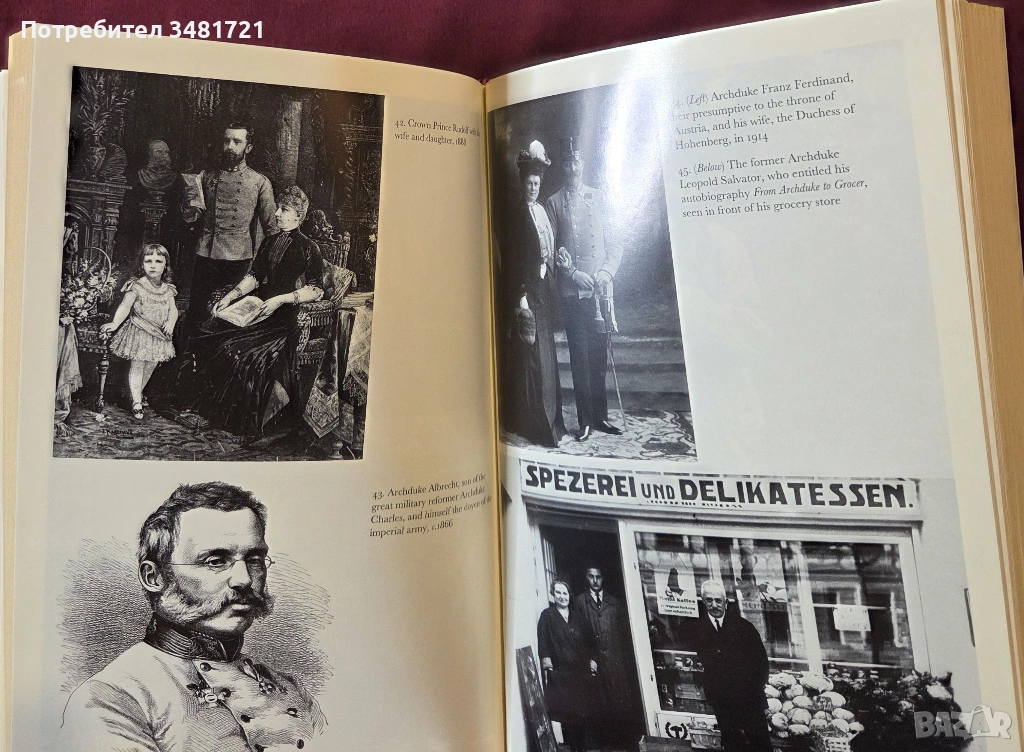 Потребител 3481721
42. Crown Prince Rudolf with his
wife and daughter, 1881
43. Archduke Albrecht, son of the
great military reformer Archduke
Charles, and himself the doyen of the
imperial army, c.1866
(Left) Archduke Franz Ferdinand,
heir presumptive to the throne of
Austria, and his wife, the Duchess of
Hohenberg, in 1914
45. (Below) The former Archduke
Leopold Salvator, who entitled his
autobiography From Archduke to Grocer,
seen in front of his grocery store
SPEZEREI UND DELIKATESSEN.
Kaffee
BAZAR